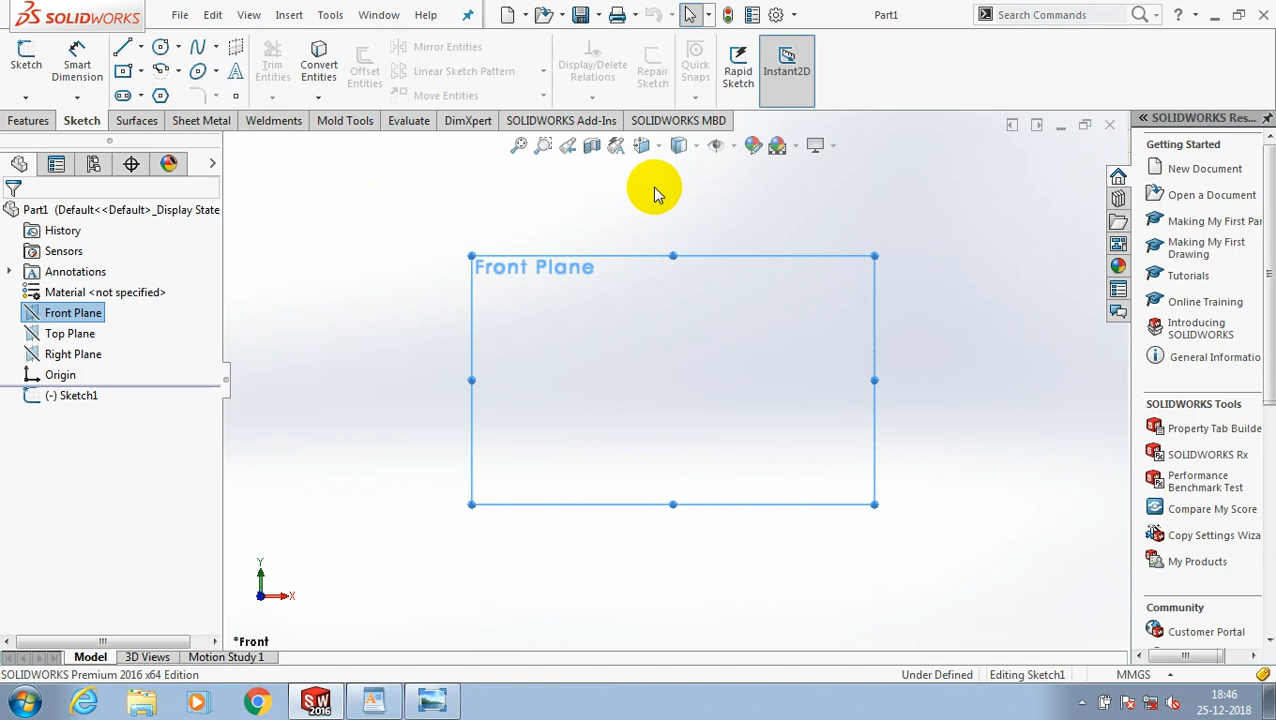 SOLIDWORKS
File Edit View Insert Tools Window Help
Part1
Search Commands
?
Sketch
Smart Dimension
Trim Entities
Convert Entities
Offset Entities
Mirror Entities
Linear Sketch Pattern
Move Entities
Display/Delete Relations
Repair Sketch
Quick Snaps
Rapid Sketch
Instant2D
Features Sketch Surfaces Sheet Metal Weldments Mold Tools Evaluate DimXpert SOLIDWORKS Add-Ins SOLIDWORKS MBD
Part1 (Default<<Default>_Display State
History
Sensors
Annotations
Material <not specified>
Front Plane
Top Plane
Right Plane
Origin
(-) Sketch1
Front Plane
Y
X
*Front
SOLIDWORKS Res...
Getting Started
New Document
Open a Document
Making My First Par
Making My First
Drawing
Tutorials
Online Training
Introducing
SOLIDWORKS
General Informatio
SOLIDWORKS Tools
Property Tab Builde
SOLIDWORKS Rx
Performance
Benchmark Test
Compare My Score
Copy Settings Wiza
My Products
Community
Customer Portal
Model 3D Views Motion Study 1
SOLIDWORKS Premium 2016 x64 Edition
Under Defined Editing Sketch1 MMGS
SW
2016
18:46
25-12-2018